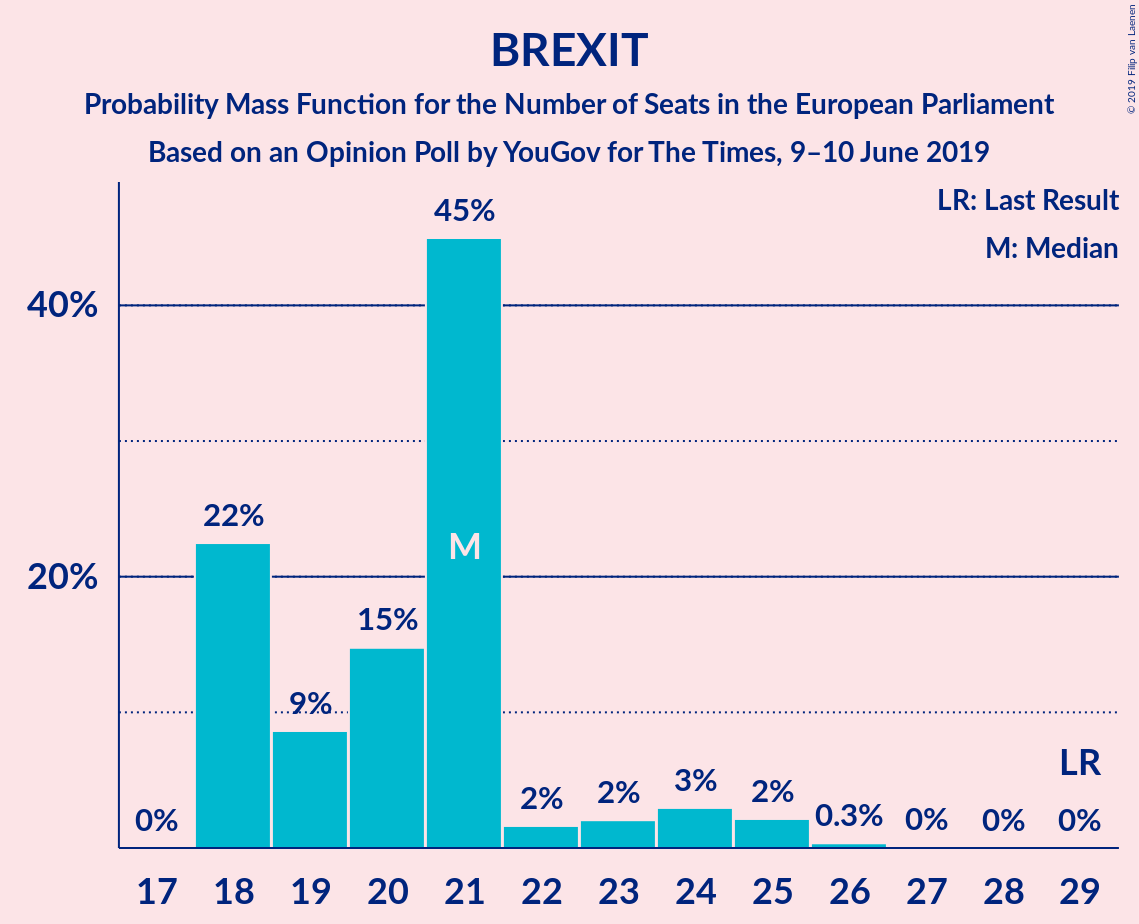 BREXIT
Probability Mass Function for the Number of Seats in the European Parliament
Based on an Opinion Poll by YouGov for The Times, 9–10 June 2019
© 2019 Filip van Laenen
LR: Last Result
M: Median
40%
20%
0%
22%
9%
15%
45%
M
2%
2%
3%
2%
0.3%
0%
0%
LR
0%
17 18 19 20 21 22 23 24 25 26 27 28 29